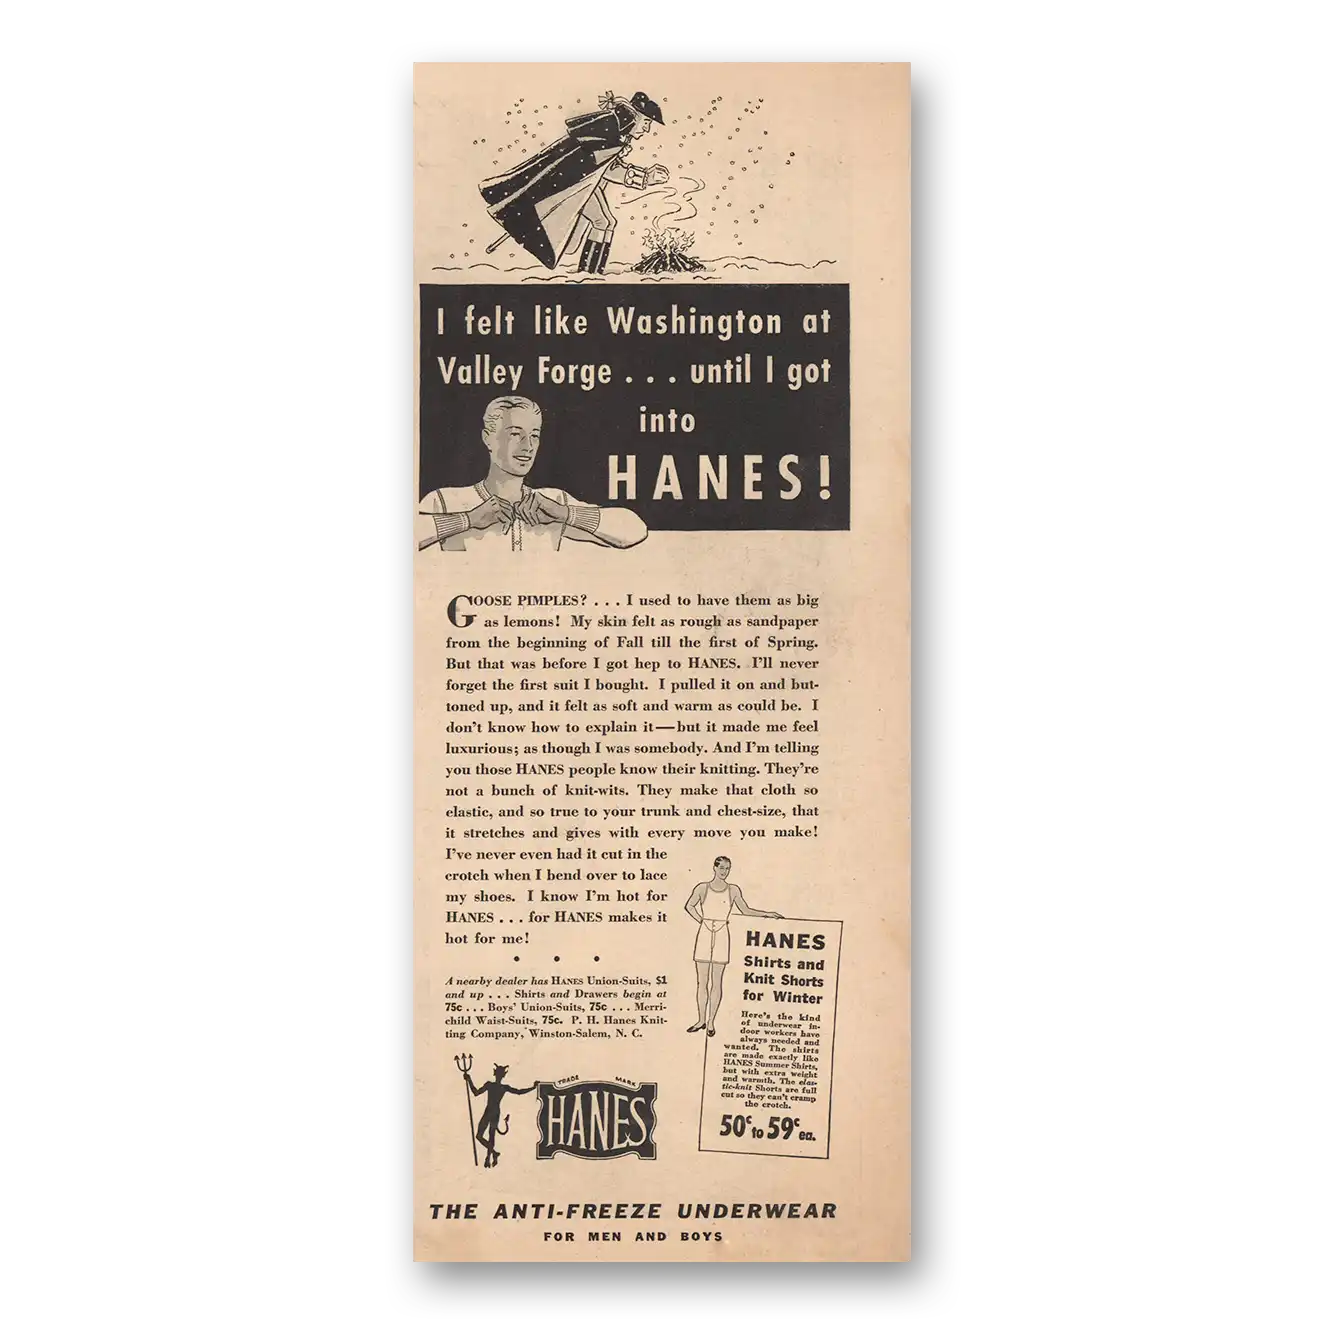 I felt like Washington at
Valley Forge . . . until I got
into
HANES!
GOOSE PIMPLES? . . . I used to have them as big
as lemons! My skin felt as rough as sandpaper
from the beginning of Fall till the first of Spring.
But that was before I got hep to HANES. I'll never
forget the first suit I bought. I pulled it on and but-
toned up, and it felt as soft and warm as could be. I
don't know how to explain it—but it made me feel
luxurious; as though I was somebody. And I'm telling
you those HANES people know their knitting. They're
not a bunch of knit-wits. They make that cloth so
elastic, and so true to your trunk and chest-size, that
it stretches and gives with every move you make!
I've never even had it cut in the
crotch when I bend over to lace
my shoes. I know I'm hot for
HANES . . . for HANES makes it
hot for me!
• • •
A nearby dealer has HANES Union-Suits, $1
and up . . . Shirts and Drawers begin at
75c . . . Boys' Union-Suits, 75c . . . Merri-
child Waist-Suits, 75c. P. H. Hanes Knit-
ting Company, Winston-Salem, N. C.
TRADE MARK
HANES
HANES
Shirts and
Knit Shorts
for Winter
Here's the kind
of underwear in-
door workers have
always needed and
wanted. The shirts
are made exactly like
HANES Summer Shirts,
but with extra weight
and warmth. The elas-
tic-knit Shorts are full
cut so they can't cramp
the crotch.
50c to 59c ea.
THE ANTI-FREEZE UNDERWEAR
FOR MEN AND BOYS